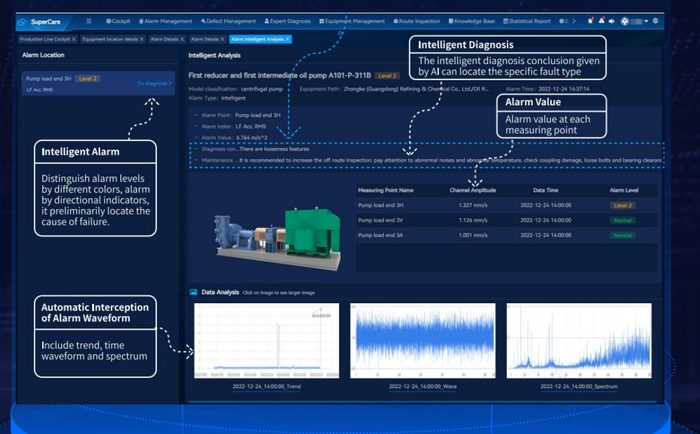 SuperCare
Cockpit
Alarm Management
Defect Management
Expert Diagnosis
Equipment Management
Route Inspection
Knowledge Base
Statistical Report
Production Line Cockpit
Equipment location details
Alarm Details
Alarm Details
Alarm Intelligent Analysis
Alarm Location
Pump load end 3H Level 2
LF Acc. RMS
To diagnose >
Intelligent Alarm
Distinguish alarm levels
by different colors, alarm
by directional indicators,
it preliminarily locate the
cause of failure.
Automatic Interception
of Alarm Waveform
Include trend, time
waveform and spectrum
Intelligent Analysis
First reducer and first intermediate oil pump A101-P-311B Level 2
Model classification: centrifugal pump
Equipment Path: Zhongke (Guangdong) Refining & Chemical Co., Ltd./Oil R...
Alarm Time: 2022-12-24 14:37:14
Alarm Type: Intelligent
Intelligent Diagnosis
The intelligent diagnosis conclusion given
by AI can locate the specific fault type
Alarm Value
Alarm value at each
measuring point
— Alarm Point: Pump load end 3H
— Alarm index: LF Acc. RMS
— Alarm Value: 6.764 m/s^2
— Diagnosis con...There are looseness features
— Maintenance ... It is recommended to increase the off route inspection, pay attention to abnormal noises and abnormal temperature, check coupling damage, loose bolts and bearing clearan
Measuring Point Name Channel Amplitude Data Time Alarm Level
Pump load end 3H 1.327 mm/s 2022-12-24 14:00:00 Level 2
Pump load end 3V 1.126 mm/s 2022-12-24 14:00:00 Normal
Pump load end 3A 1.001 mm/s 2022-12-24 14:00:00 Normal
Data Analysis Click on image to see larger image
2022-12-24_14:00:00_Trend
2022-12-24_14:00:00_Wave
2022-12-24_14:00:00_Spectrum